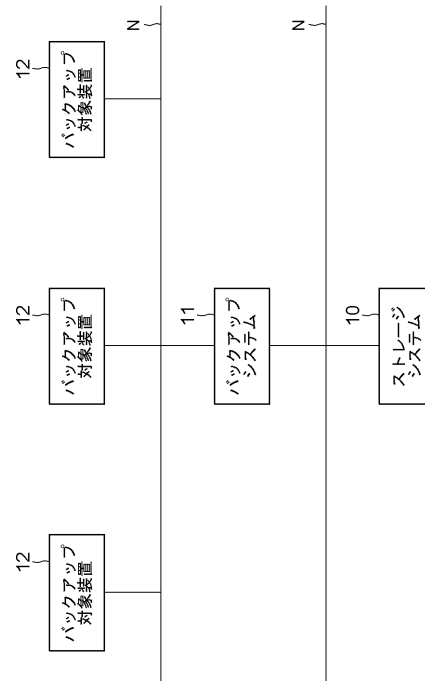 12
バックアップ
対象装置
12
バックアップ
対象装置
12
バックアップ
対象装置
N
11
バックアップ
システム
N
10
ストレージ
システム